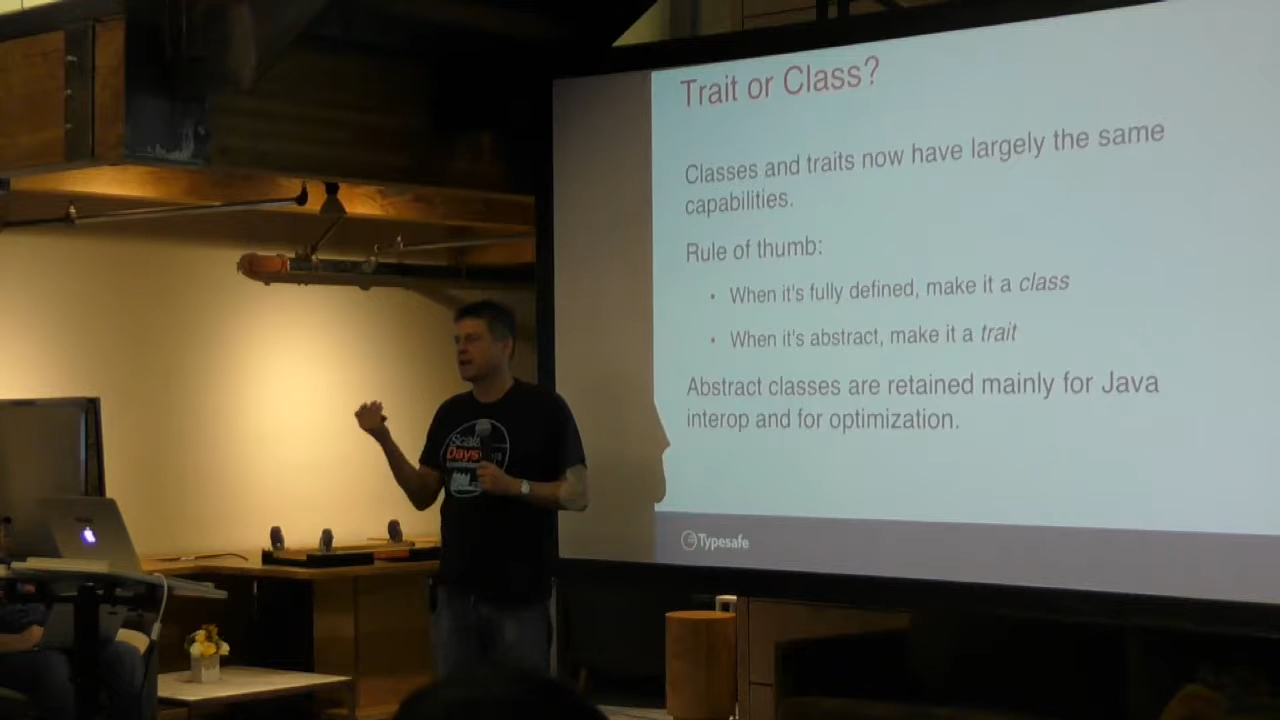 Trait or Class?
Classes and traits now have largely the same
capabilities.
Rule of thumb:
• When it's fully defined, make it a class
• When it's abstract, make it a trait
Abstract classes are retained mainly for Java
interop and for optimization.
Typesafe
Scala
Days